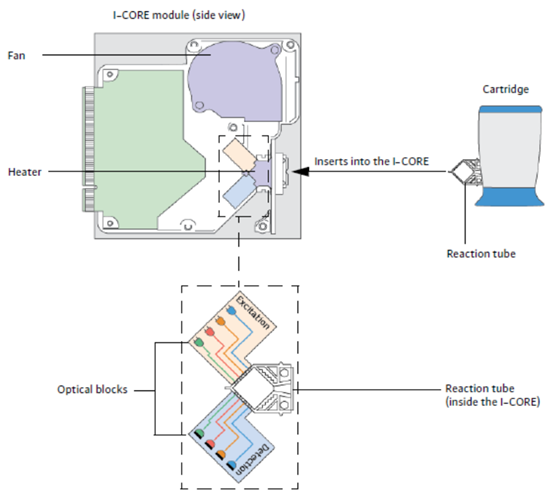 I-CORE module (side view)
Fan
Cartridge
Heater
Inserts into the I-CORE
Reaction tube
Excitation
Optical blocks
Reaction tube
(inside the I-CORE)
Detection